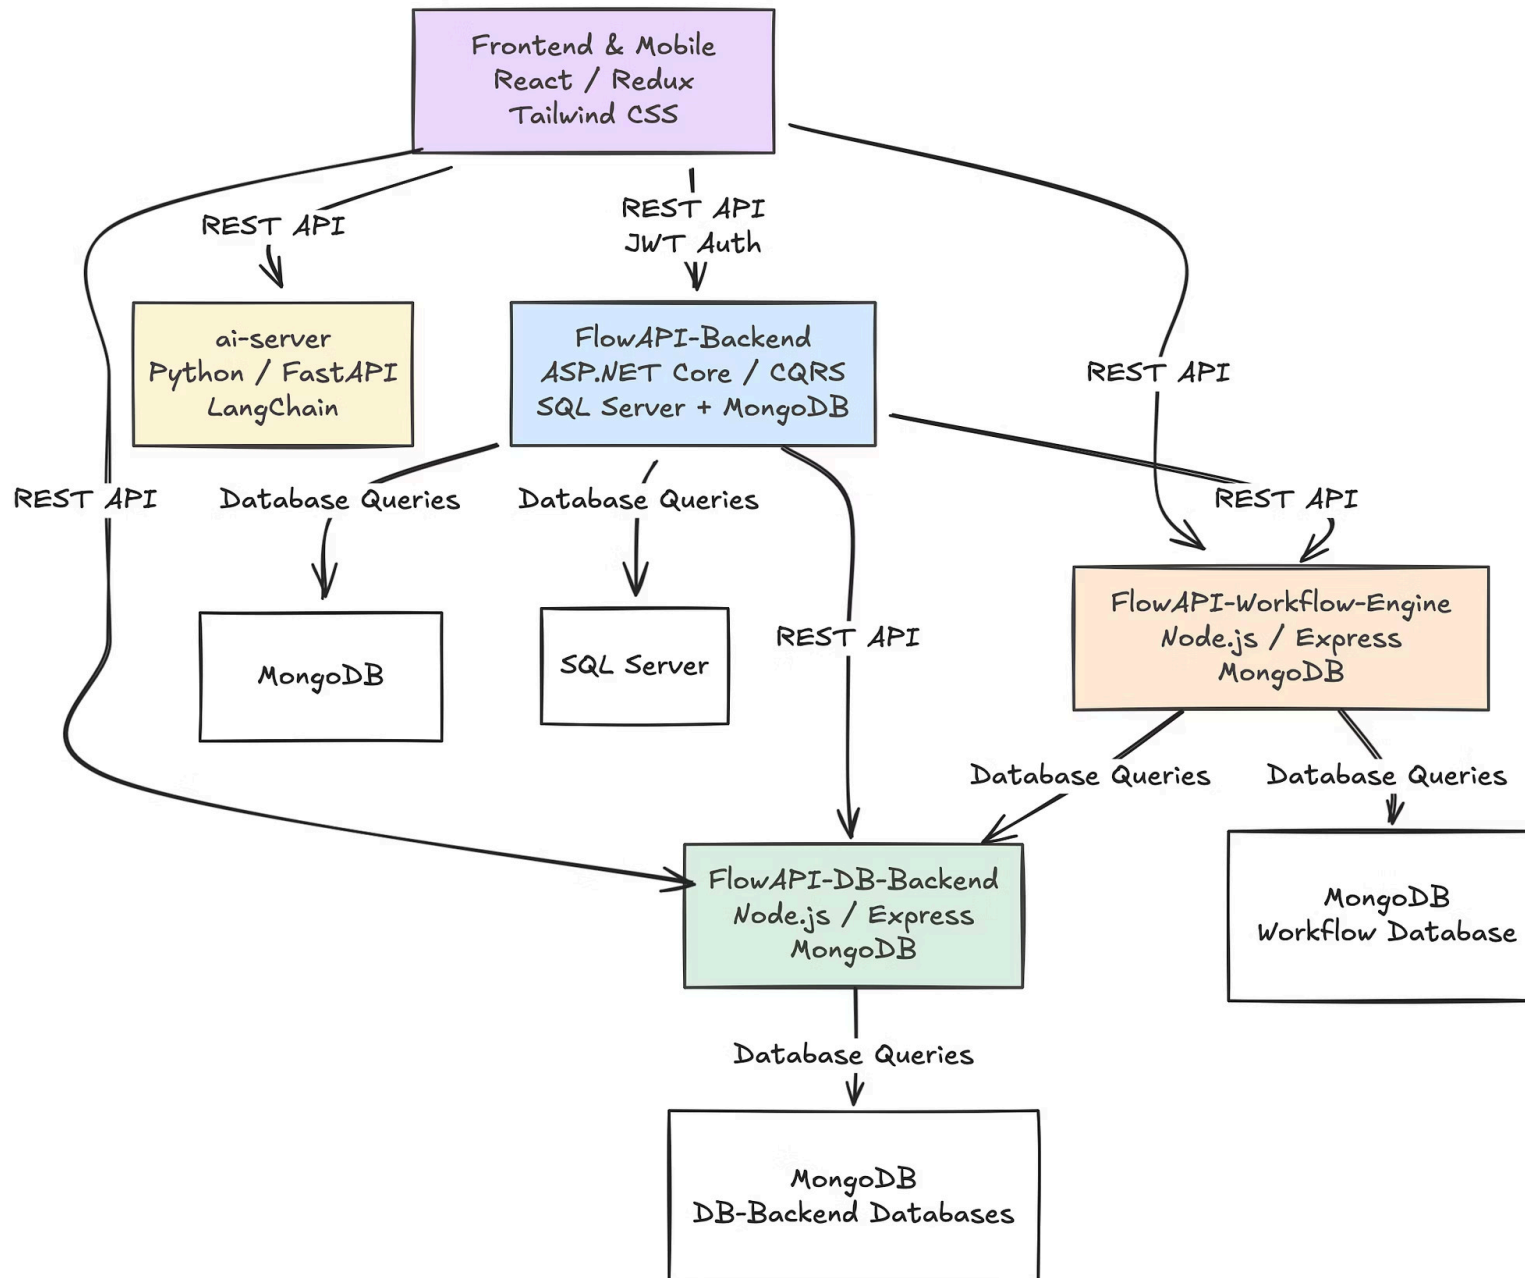 Frontend & Mobile
React / Redux
Tailwind CSS
REST API
REST API
JWT Auth
ai-server
Python / FastAPI
LangChain
FlowAPI-Backend
ASP.NET Core / CQRS
SQL Server + MongoDB
REST API
REST API
Database Queries
Database Queries
REST API
MongoDB
SQL Server
REST API
FlowAPI-Workflow-Engine
Node.js / Express
MongoDB
Database Queries
Database Queries
FlowAPI-DB-Backend
Node.js / Express
MongoDB
MongoDB
Workflow Database
Database Queries
MongoDB
DB-Backend Databases